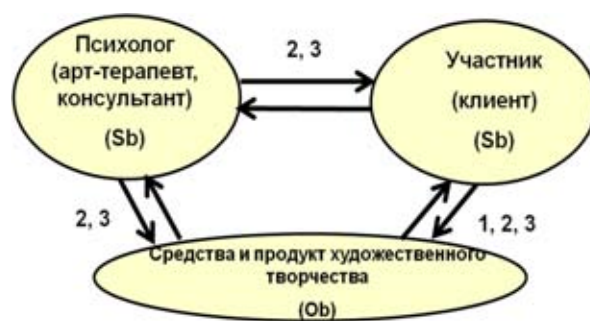 Психолог
(арт-терапевт,
консультант)
(Sb)
2, 3
Участник
(клиент)
(Sb)
2, 3
1, 2, 3
Средства и продукт художественного
творчества
(Ob)